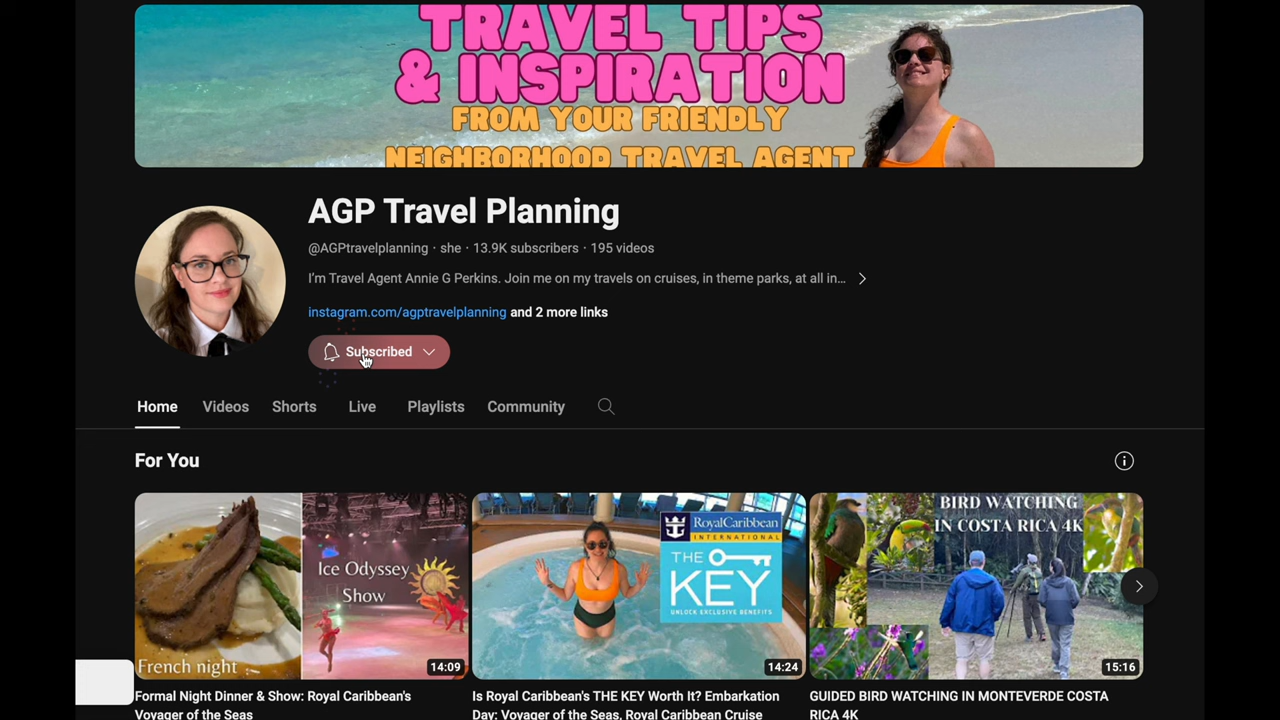 TRAVEL TIPS
& INSPIRATION
FROM YOUR FRIENDLY
NEIGHBORHOOD TRAVEL AGENT
AGP Travel Planning
@AGPtravelplanning · she · 13.9K subscribers · 195 videos
I'm Travel Agent Annie G Perkins. Join me on my travels on cruises, in theme parks, at all in...
instagram.com/agptravelplanning and 2 more links
Subscribed
Home Videos Shorts Live Playlists Community
For You
Ice Odyssey
Show
French night
14:09
RoyalCaribbean
INTERNATIONAL
THE
KEY
UNLOCK EXCLUSIVE BENEFITS
14:24
BIRD WATCHING
IN COSTA RICA 4K
15:16
Formal Night Dinner & Show: Royal Caribbean's
Voyager of the Seas
Is Royal Caribbean's THE KEY Worth It? Embarkation
Day: Voyager of the Seas, Royal Caribbean Cruise
GUIDED BIRD WATCHING IN MONTEVERDE COSTA
RICA 4K